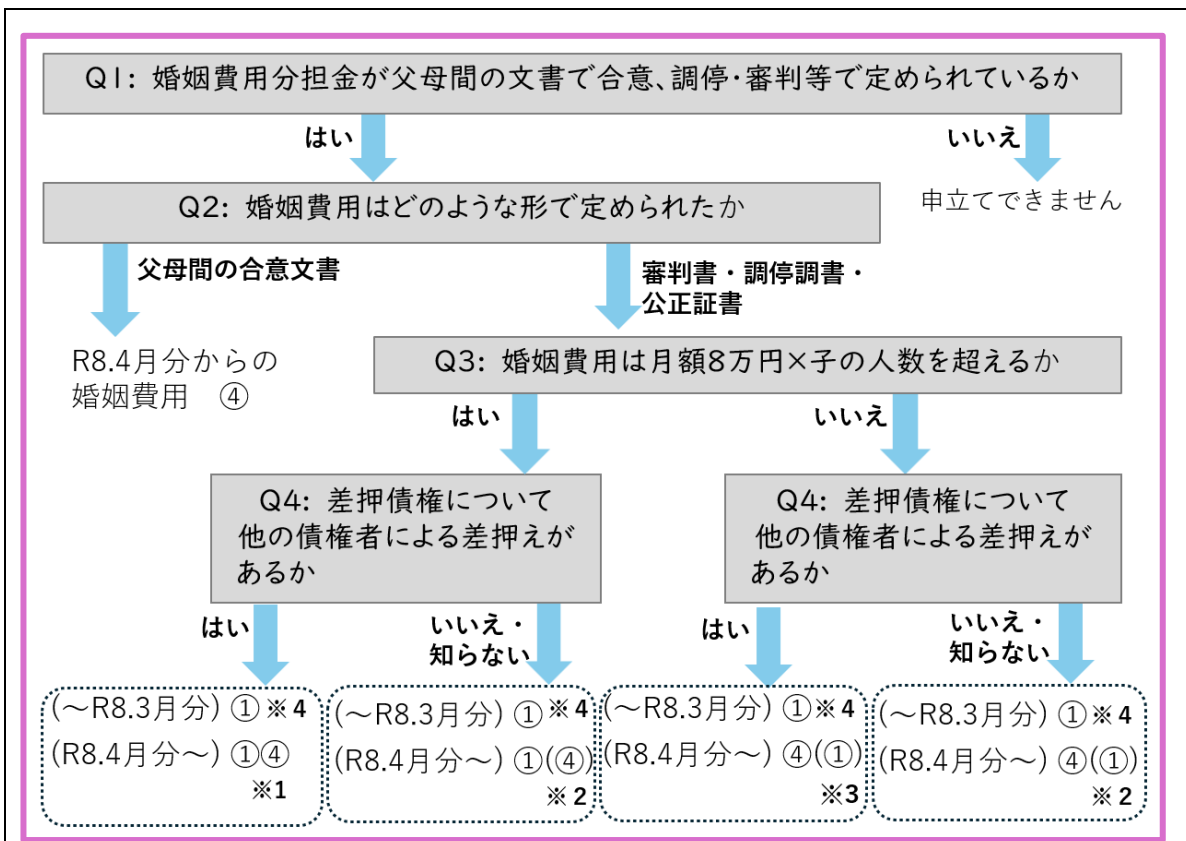 Q1: 婚姻費用分担金が父母間の文書で合意、調停・審判等で定められているか
はい
いいえ
Q2: 婚姻費用はどのような形で定められたか
申立てできません
父母間の合意文書
審判書・調停調書・
公正証書
R8.4月分からの
婚姻費用 ④
Q3: 婚姻費用は月額8万円×子の人数を超えるか
はい
いいえ
Q4: 差押債権について
他の債権者による差押えが
あるか
Q4: 差押債権について
他の債権者による差押えが
あるか
はい
いいえ・
知らない
はい
いいえ・
知らない
(～R8.3月分) ①※4
(R8.4月分～) ①④
※1
(～R8.3月分) ①※4
(R8.4月分～) ①(④)
※2
(～R8.3月分) ①※4
(R8.4月分～) ④(①)
※3
(～R8.3月分) ①※4
(R8.4月分～) ④(①)
※2